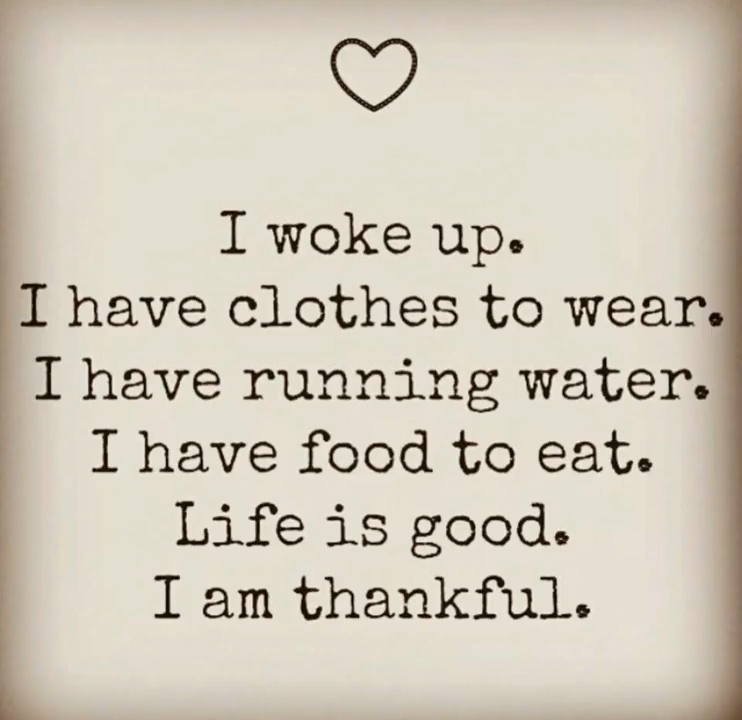 I woke up.
I have clothes to wear.
I have running water.
I have food to eat.
Life is good.
I am thankful.